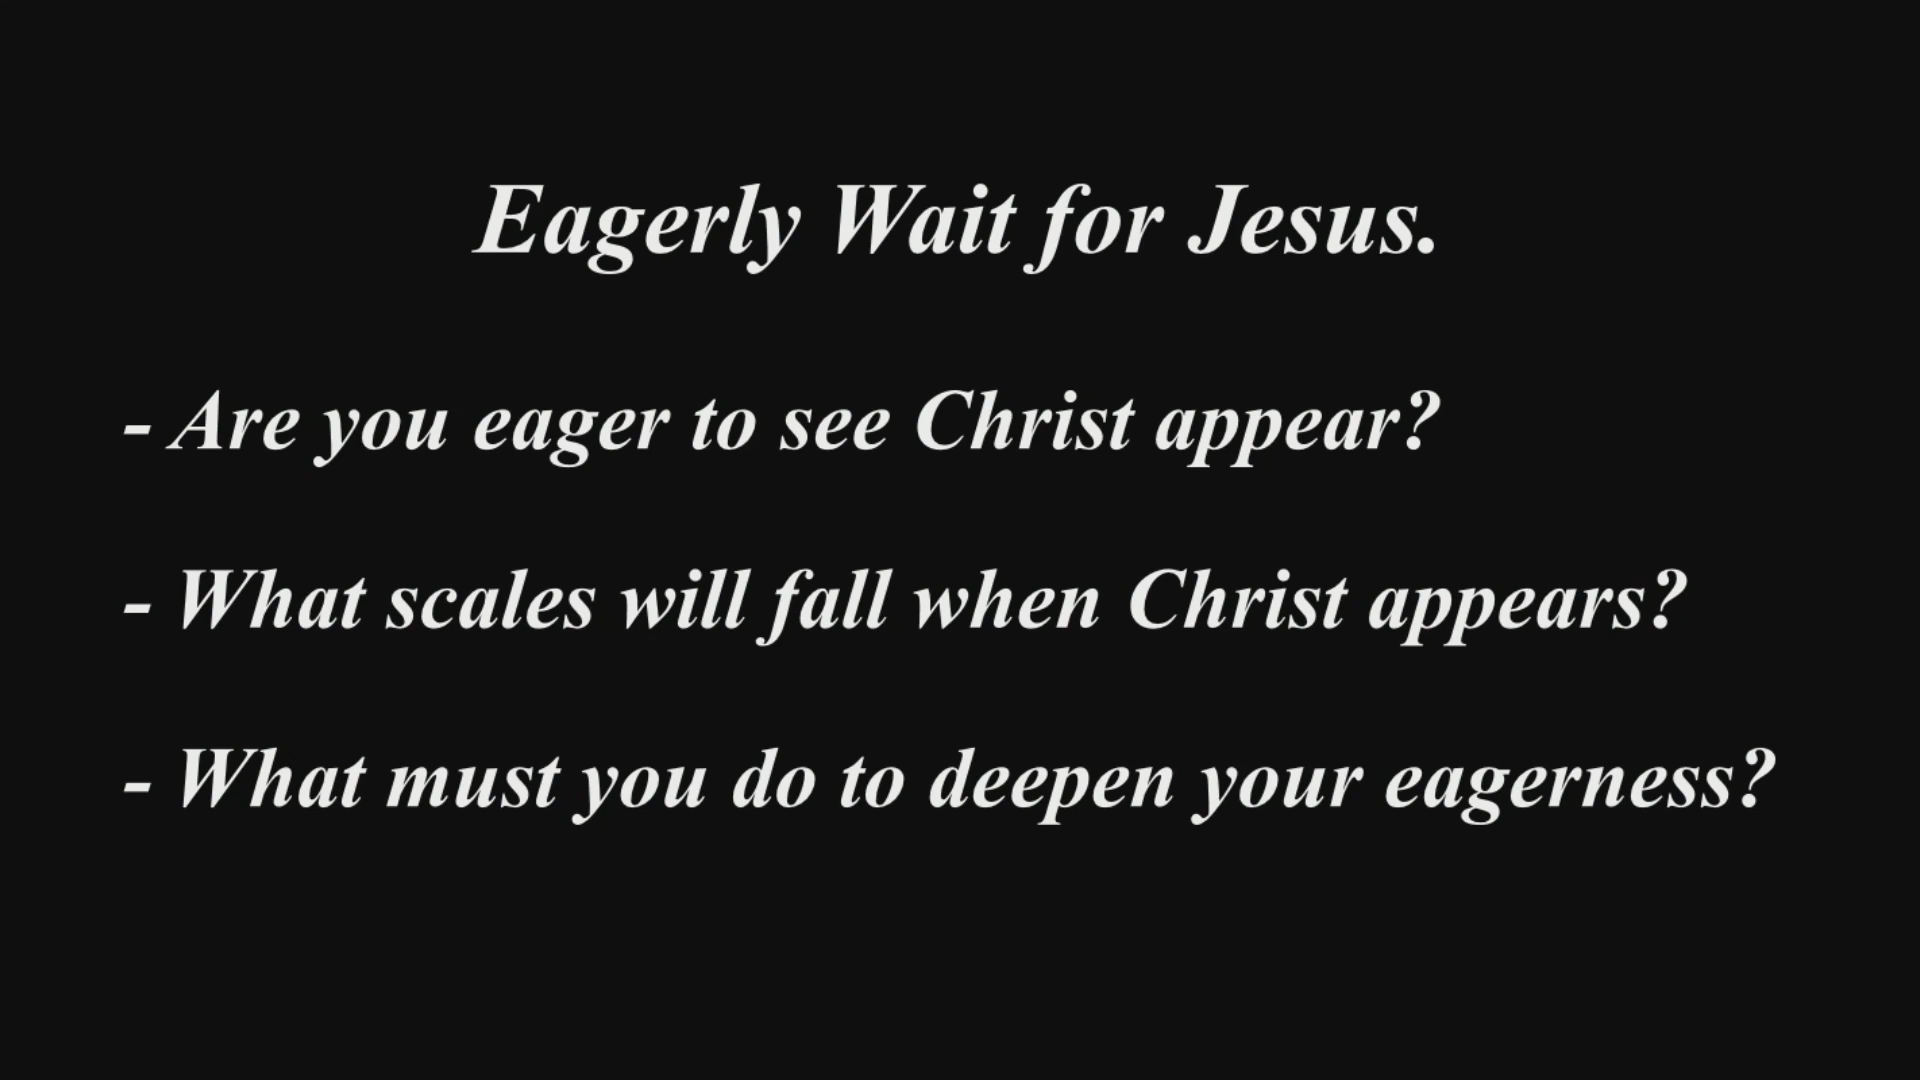 Eagerly Wait for Jesus.
- Are you eager to see Christ appear?
- What scales will fall when Christ appears?
- What must you do to deepen your eagerness?